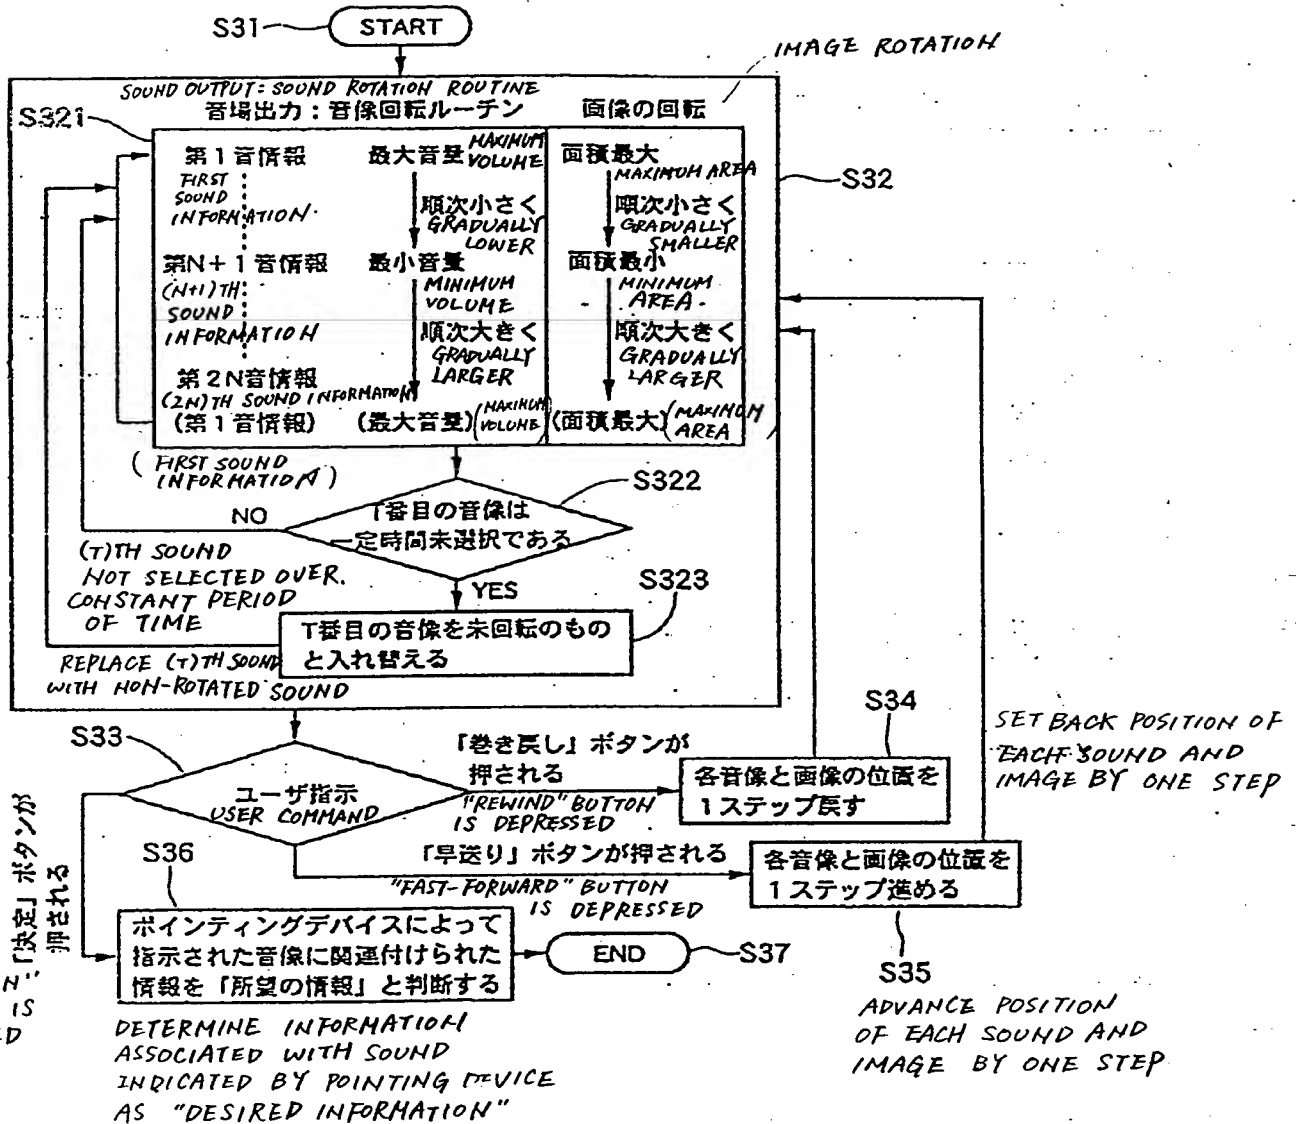 S31
START
IMAGE ROTATION
SOUND OUTPUT: SOUND ROTATION ROUTINE
音場出力：音像回転ルーチン
画像の回転
S321
S32
第1音情報
最大音量
MAXIMUM
VOLUME
面積最大
MAXIMUM AREA
FIRST
SOUND
INFORMATION
順次小さく
GRADUALLY
LOWER
順次小さく
GRADUALLY
SMALLER
第N+1音情報
最小音量
面積最小
(N+1)TH
SOUND
INFORMATION
MINIMUM
VOLUME
MINIMUM
AREA
順次大きく
GRADUALLY
LARGER
順次大きく
GRADUALLY
LARGER
第2N音情報
(2N)TH SOUND INFORMATION
(第1音情報)
(最大音量)
(MAXIMUM
VOLUME)
(面積最大)
(MAXIMUM
AREA)
(FIRST SOUND
INFORMATION)
S322
T番目の音像は
一定時間未選択である
NO
YES
(T)TH SOUND
NOT SELECTED OVER
CONSTANT PERIOD
OF TIME
S323
T番目の音像を未回転のもの
と入れ替える
REPLACE (T)TH SOUND
WITH NON-ROTATED SOUND
S33
ユーザ指示
USER COMMAND
「巻き戻し」ボタンが
押される
"REWIND" BUTTON
IS DEPRESSED
S34
各音像と画像の位置を
1ステップ戻す
SET BACK POSITION OF
EACH SOUND AND
IMAGE BY ONE STEP
「早送り」ボタンが押される
"FAST-FORWARD" BUTTON
IS DEPRESSED
各音像と画像の位置を
1ステップ進める
S35
ADVANCE POSITION
OF EACH SOUND AND
IMAGE BY ONE STEP
「決定」ボタンが
押される
IS
S36
ポインティングデバイスによって
指示された音像に関連付けられた
情報を「所望の情報」と判断する
DETERMINE INFORMATION
ASSOCIATED WITH SOUND
INDICATED BY POINTING DEVICE
AS "DESIRED INFORMATION"
END
S37